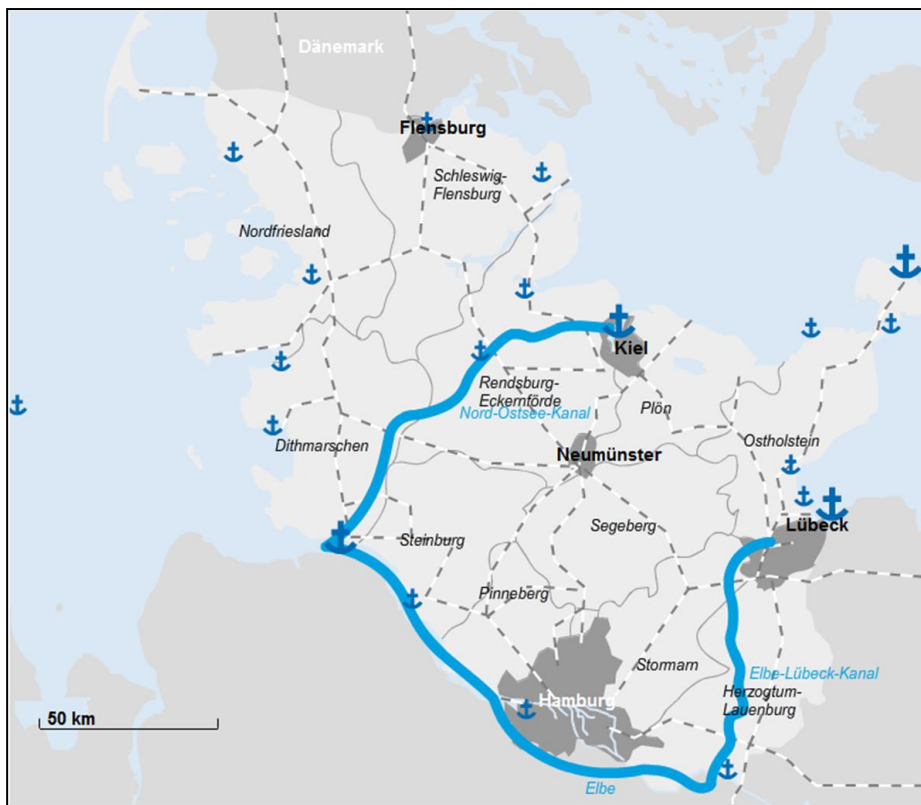 Dänemark
Flensburg
Schleswig-
Flensburg
Nordfriesland
Kiel
Rendsburg-
Eckernförde
Nord-Ostsee-Kanal
Plön
Dithmarschen
Neumünster
Ostholstein
Steinburg
Segeberg
Lübeck
Pinneberg
Stormarn
Elbe-Lübeck-Kanal
Herzogtum-
Lauenburg
Hamburg
50 km
Elbe